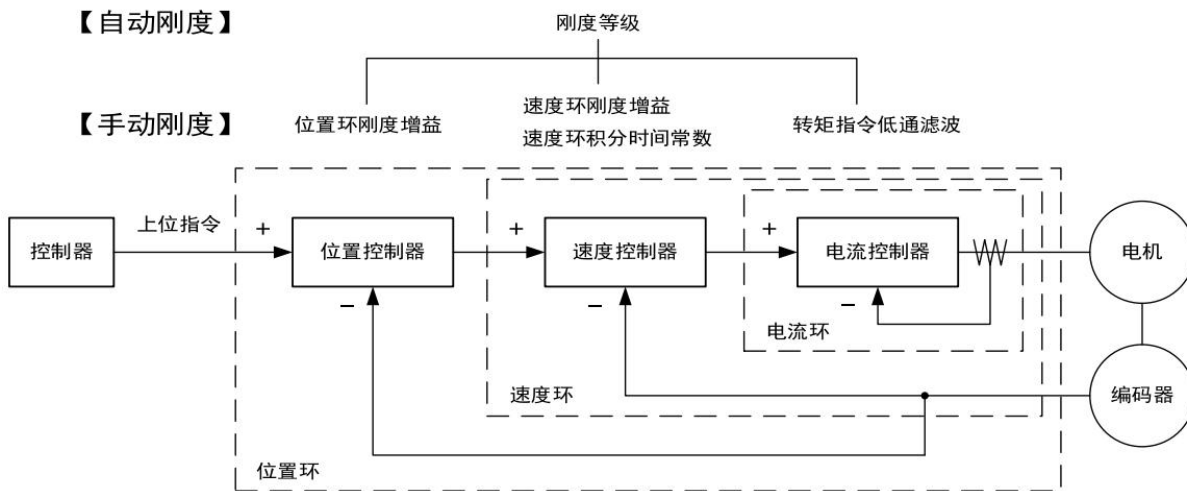 【自动刚度】
刚度等级
【手动刚度】
位置环刚度增益
速度环刚度增益
速度环积分时间常数
转矩指令低通滤波
控制器
上位指令
+
位置控制器
+
速度控制器
+
电流控制器
电机
−
−
−
电流环
速度环
编码器
位置环